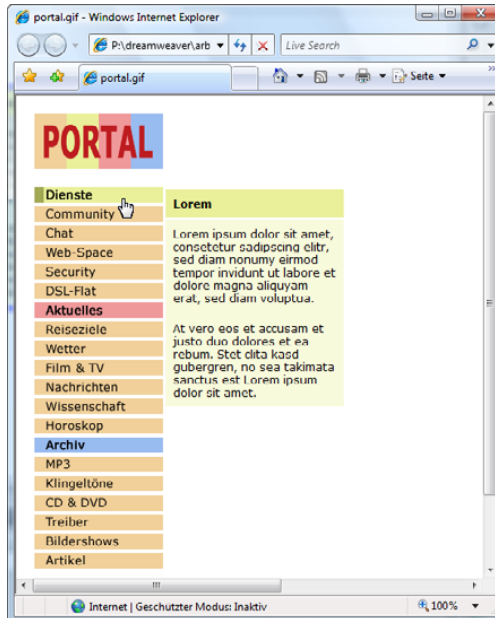 portal.gif - Windows Internet Explorer
P:\dreamweaver\arb
Live Search
portal.gif
Seite
PORTAL
Dienste
Community
Chat
Web-Space
Security
DSL-Flat
Aktuelles
Reiseziele
Wetter
Film & TV
Nachrichten
Wissenschaft
Horoskop
Archiv
MP3
Klingeltöne
CD & DVD
Treiber
Bildershows
Artikel
Lorem
Lorem ipsum dolor sit amet,
consetetur sadipscing elitr,
sed diam nonumy eirmod
tempor invidunt ut labore et
dolore magna aliquyam
erat, sed diam voluptua.
At vero eos et accusam et
justo duo dolores et ea
rebum. Stet clita kasd
gubergren, no sea takimata
sanctus est Lorem ipsum
dolor sit amet.
Internet | Geschützter Modus: Inaktiv
100%